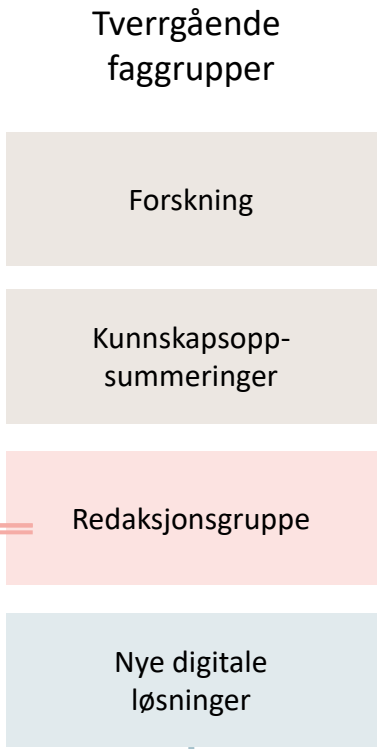 Tverrgående
faggrupper
Forskning
Kunnskapsopp-
summeringer
Redaksjonsgruppe
Nye digitale
løsninger